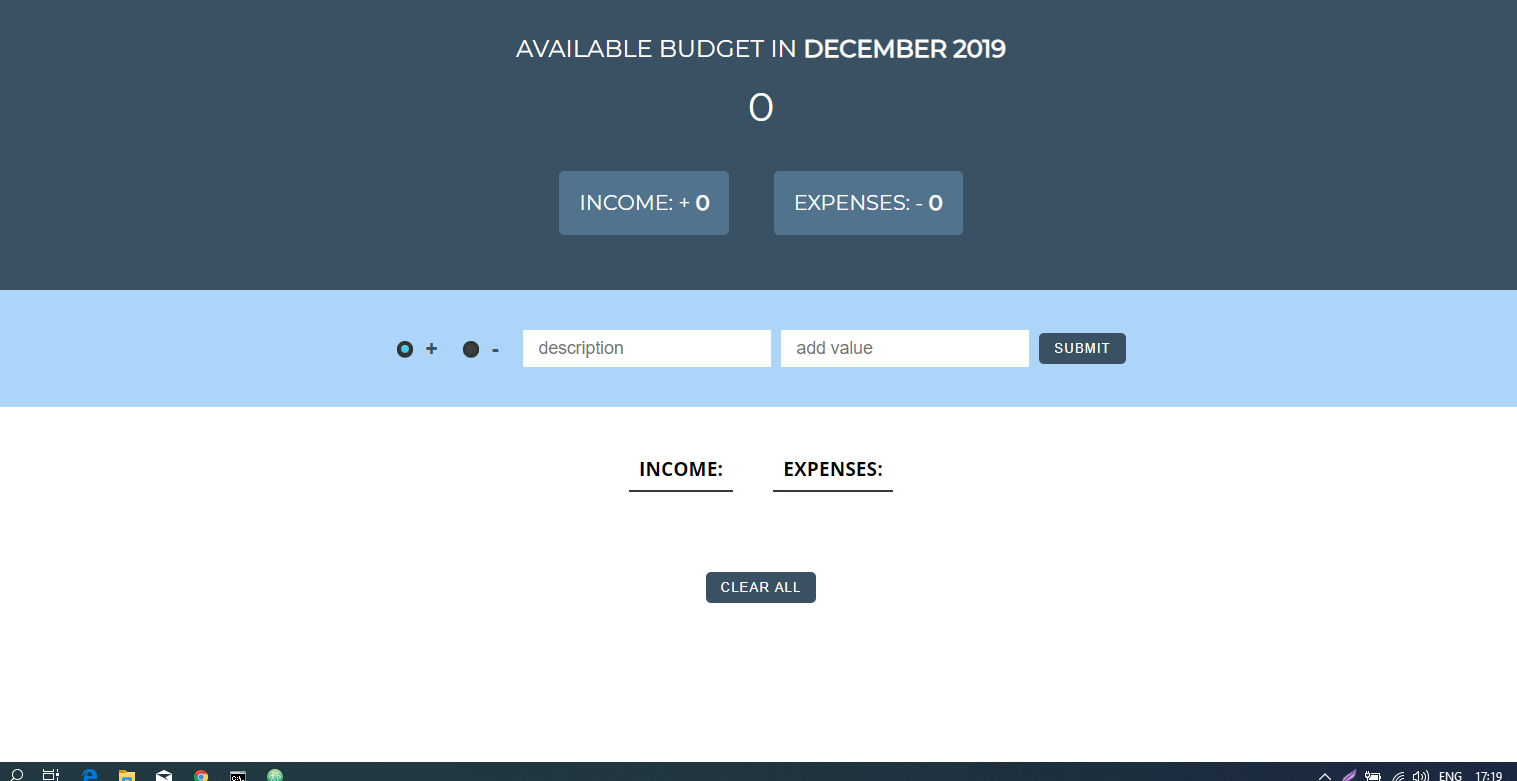 AVAILABLE BUDGET IN DECEMBER 2019
0
INCOME: + 0
EXPENSES: - 0
+ - description add value SUBMIT
INCOME: EXPENSES:
CLEAR ALL
ENG 17:19